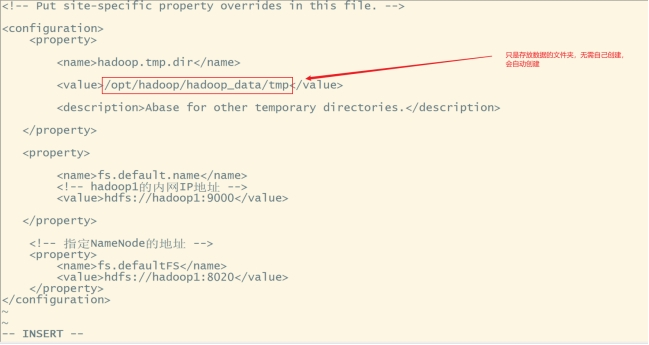 <!-- Put site-specific property overrides in this file. -->
<configuration>
<property>
<name>hadoop.tmp.dir</name>
只是存放数据的文件夹，无需自己创建，
会自动创建
<value>/opt/hadoop/hadoop_data/tmp</value>
<description>Abase for other temporary directories.</description>
</property>
<property>
<name>fs.default.name</name>
<!-- hadoop1的内网IP地址 -->
<value>hdfs://hadoop1:9000</value>
</property>
<!-- 指定NameNode的地址 -->
<property>
<name>fs.defaultFS</name>
<value>hdfs://hadoop1:8020</value>
</property>
</configuration>
~
~
-- INSERT --